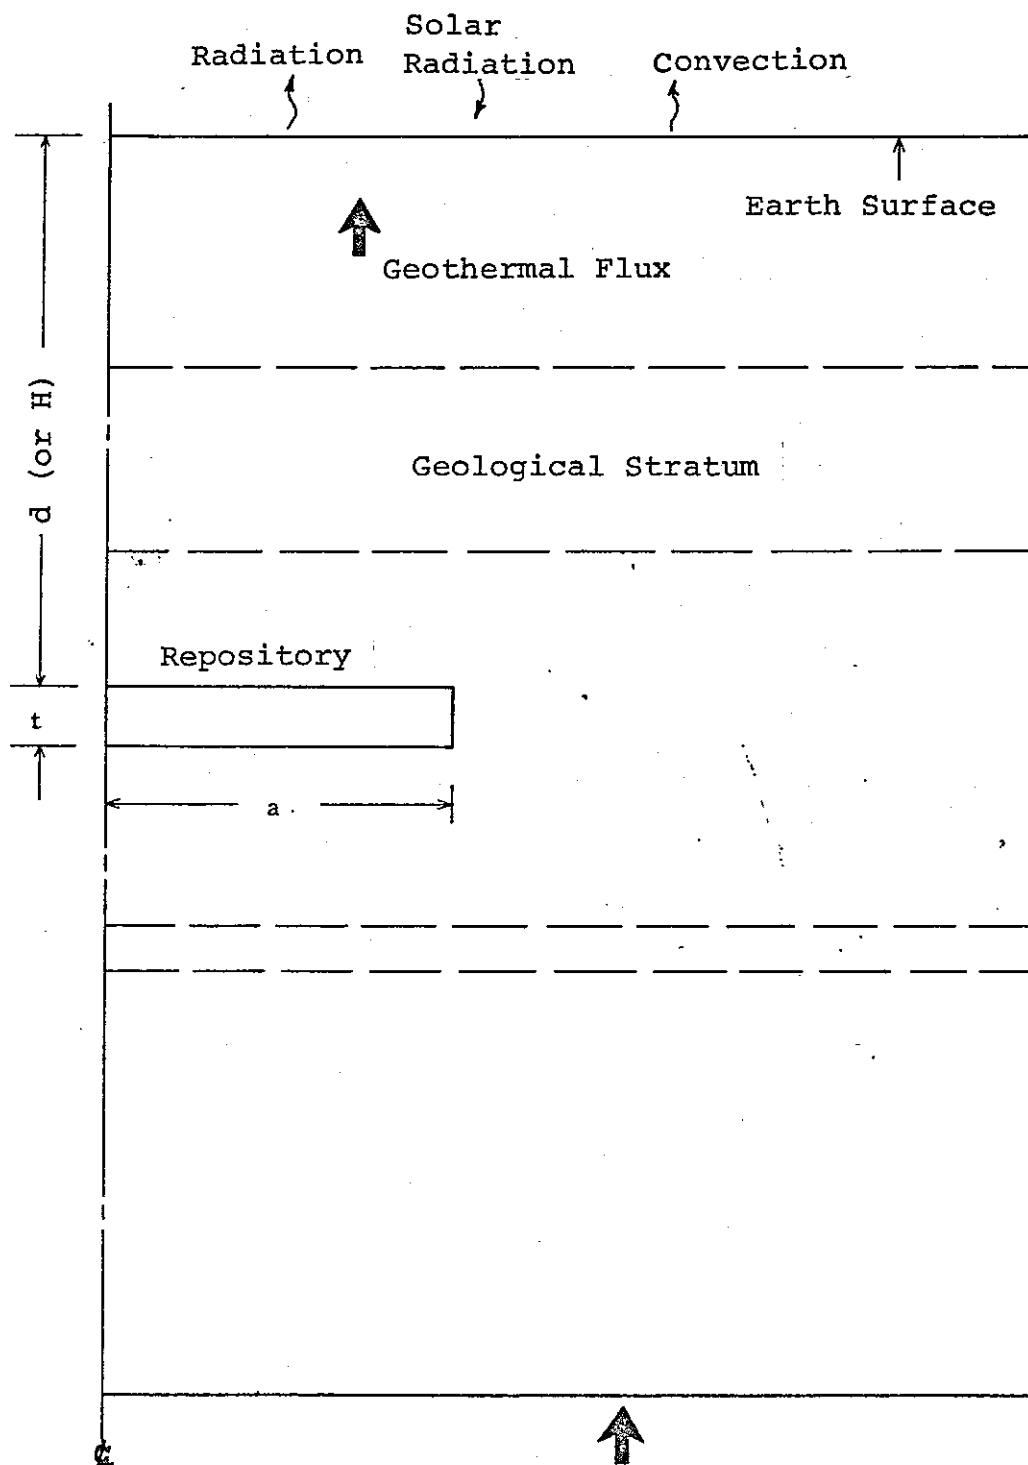 Radiation
Solar
Radiation
Convection
Earth Surface
Geothermal Flux
d (or H)
Geological Stratum
Repository
t
a
℄